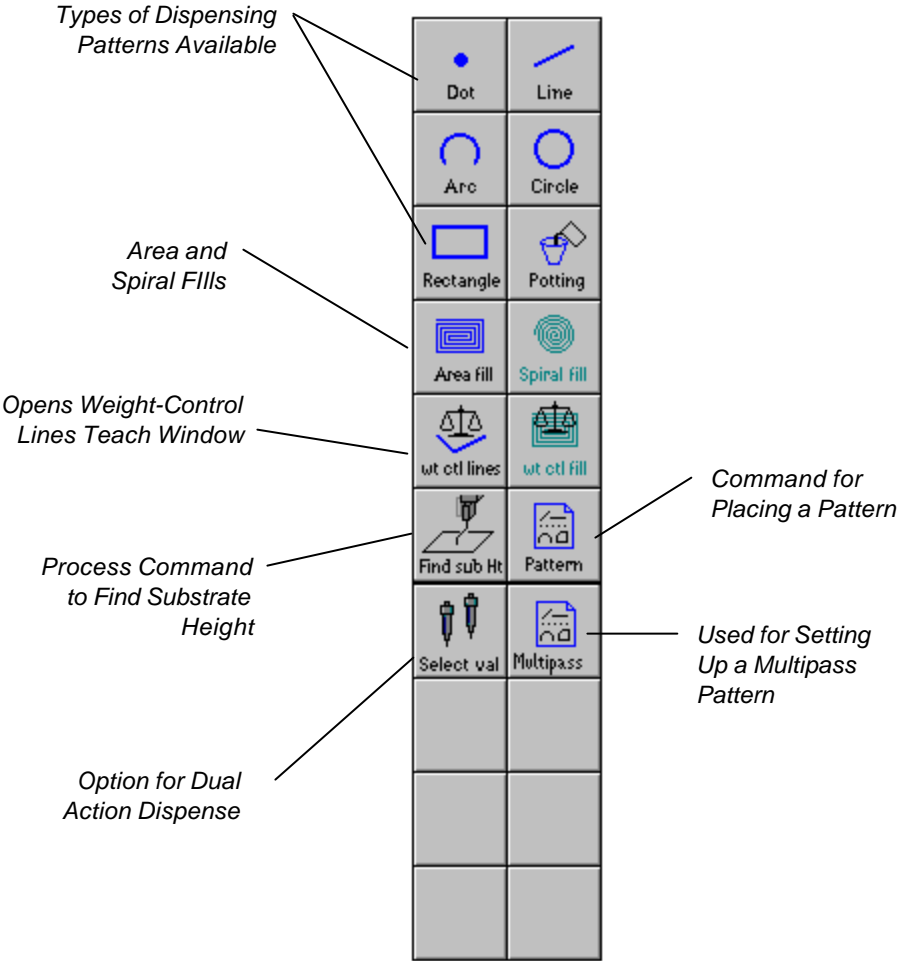 Types of Dispensing
Patterns Available
Dot
Line
Arc
Circle
Area and
Spiral FIlls
Rectangle
Potting
Area fill
Spiral fill
Opens Weight-Control
Lines Teach Window
wt ctl lines
wt ctl fill
Command for
Placing a Pattern
Process Command
to Find Substrate
Height
Find sub Ht
Pattern
Select val
Multipass
Used for Setting
Up a Multipass
Pattern
Option for Dual
Action Dispense